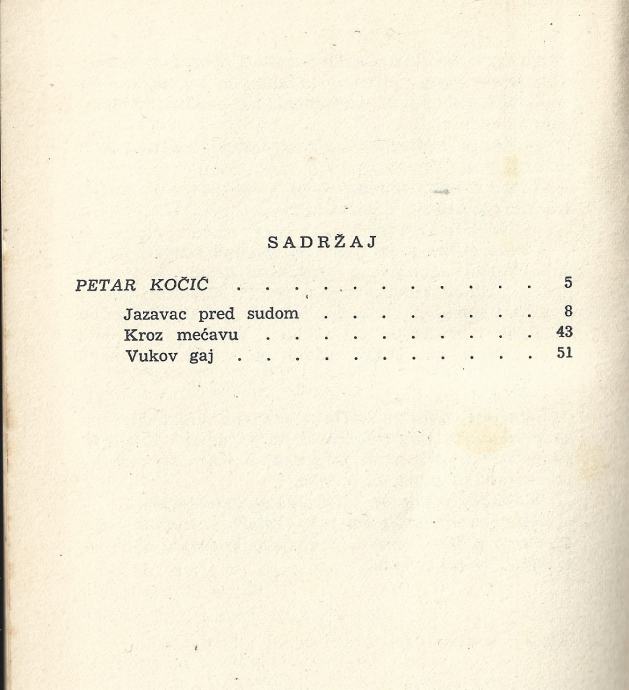 SADRŽAJ
PETAR KOČIĆ . . . . . . . . . . . 5
Jazavac pred sudom . . . . . . . . 8
Kroz mećavu . . . . . . . . . . 43
Vukov gaj . . . . . . . . . . . 51